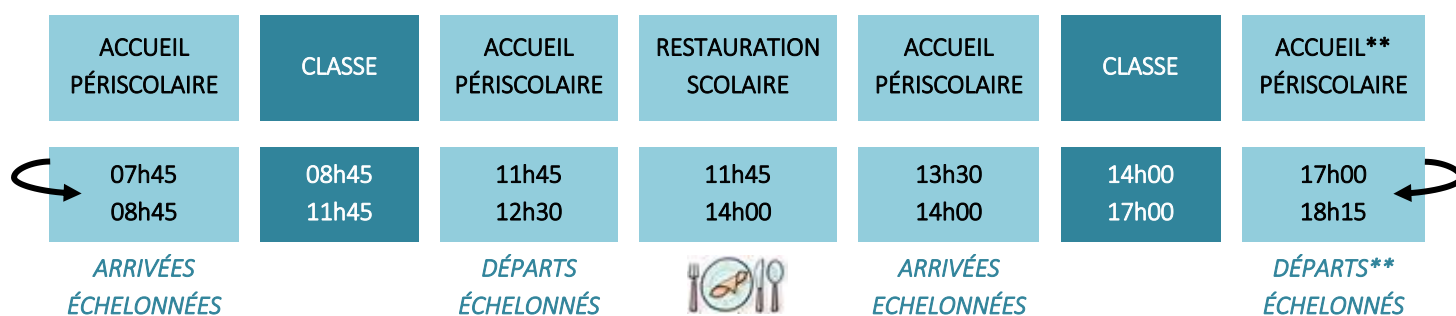 ACCUEIL
PÉRISCOLAIRE
CLASSE
ACCUEIL
PÉRISCOLAIRE
RESTAURATION
SCOLAIRE
ACCUEIL
PÉRISCOLAIRE
CLASSE
ACCUEIL**
PÉRISCOLAIRE
07h45
08h45
08h45
11h45
11h45
12h30
11h45
14h00
13h30
14h00
14h00
17h00
17h00
18h15
ARRIVÉES
ÉCHELONNÉES
DÉPARTS
ÉCHELONNÉS
ARRIVÉES
ECHELONNÉES
DÉPARTS**
ÉCHELONNÉS